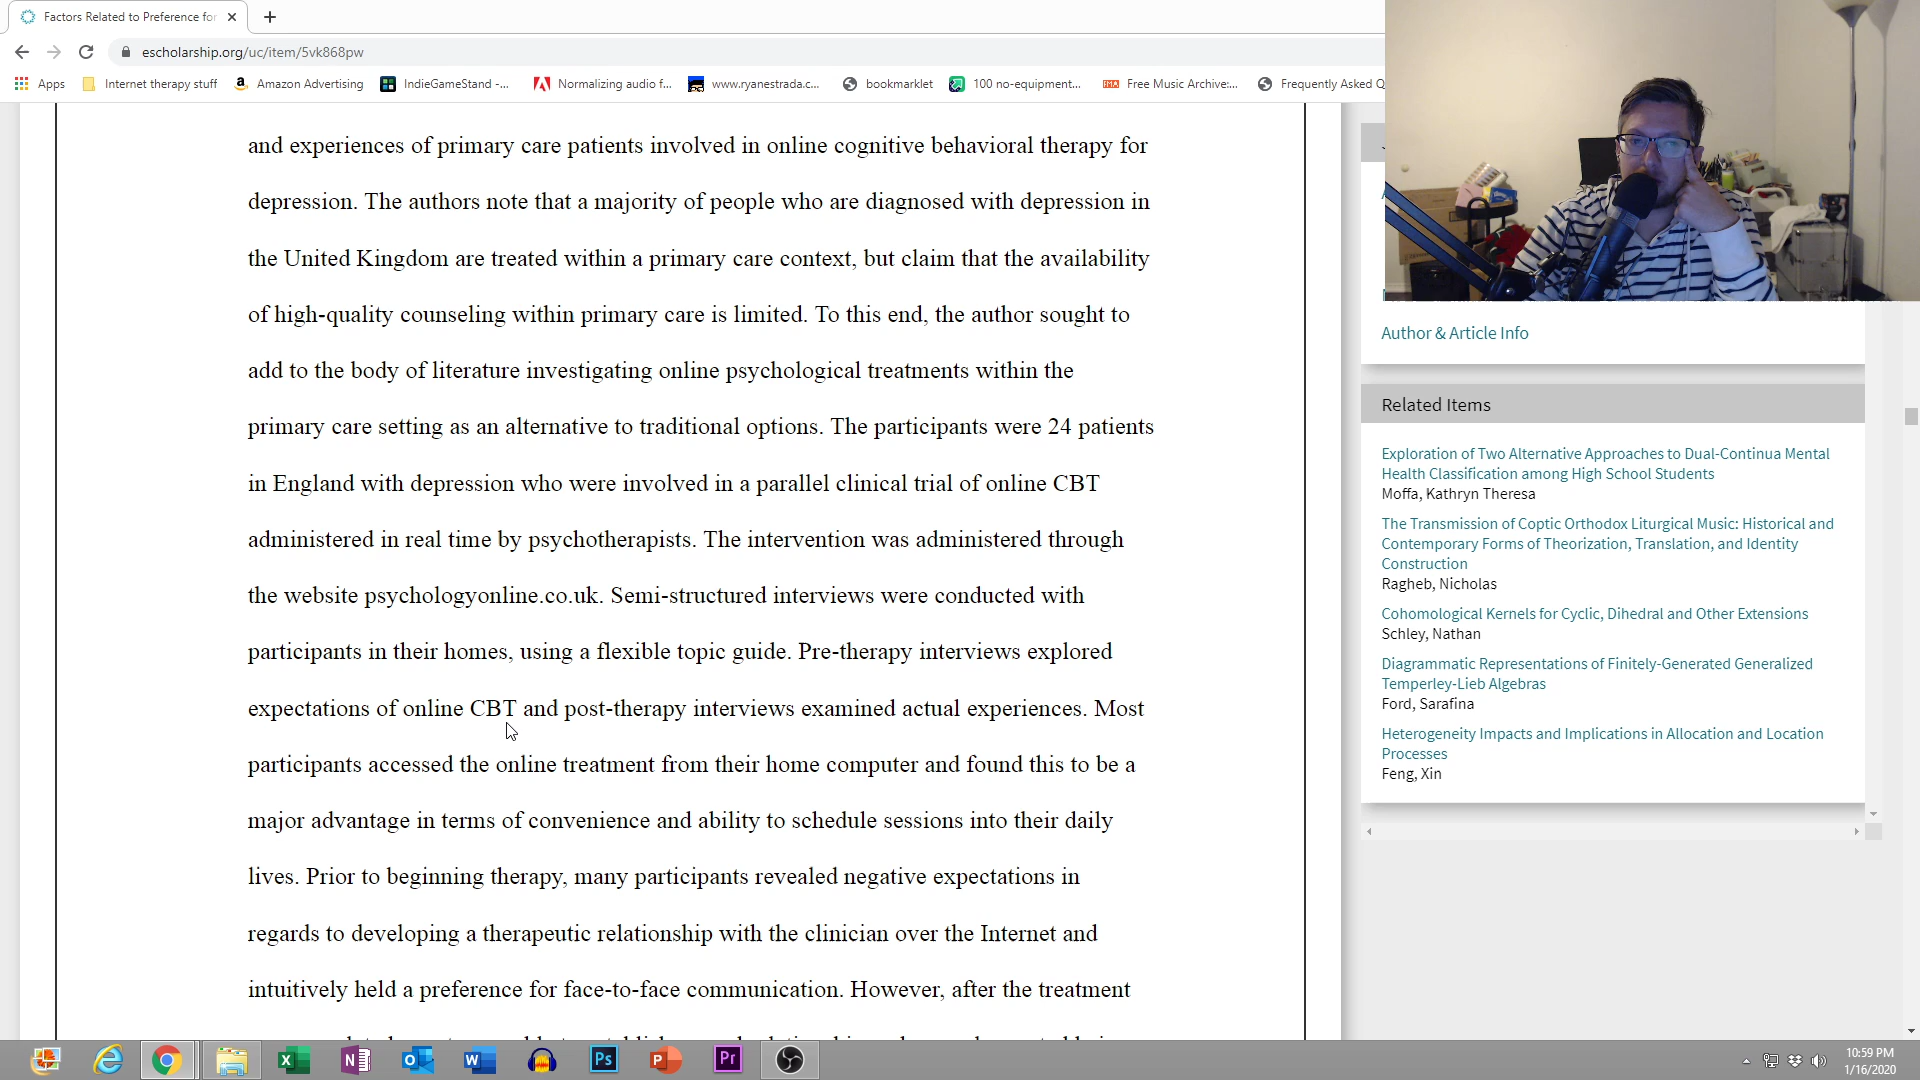 Factors Related to Preference for
escholarship.org/uc/item/5vk868pw
Apps
Internet therapy stuff
Amazon Advertising
IndieGameStand -...
Normalizing audio f...
www.ryanestrada.c...
bookmarklet
100 no-equipment...
Free Music Archive:...
Frequently Asked Q
and experiences of primary care patients involved in online cognitive behavioral therapy for
depression. The authors note that a majority of people who are diagnosed with depression in
the United Kingdom are treated within a primary care context, but claim that the availability
of high-quality counseling within primary care is limited. To this end, the author sought to
add to the body of literature investigating online psychological treatments within the
primary care setting as an alternative to traditional options. The participants were 24 patients
in England with depression who were involved in a parallel clinical trial of online CBT
administered in real time by psychotherapists. The intervention was administered through
the website psychologyonline.co.uk. Semi-structured interviews were conducted with
participants in their homes, using a flexible topic guide. Pre-therapy interviews explored
expectations of online CBT and post-therapy interviews examined actual experiences. Most
participants accessed the online treatment from their home computer and found this to be a
major advantage in terms of convenience and ability to schedule sessions into their daily
lives. Prior to beginning therapy, many participants revealed negative expectations in
regards to developing a therapeutic relationship with the clinician over the Internet and
intuitively held a preference for face-to-face communication. However, after the treatment
Author & Article Info
Related Items
Exploration of Two Alternative Approaches to Dual-Continua Mental
Health Classification among High School Students
Moffa, Kathryn Theresa
The Transmission of Coptic Orthodox Liturgical Music: Historical and
Contemporary Forms of Theorization, Translation, and Identity
Construction
Ragheb, Nicholas
Cohomological Kernels for Cyclic, Dihedral and Other Extensions
Schley, Nathan
Diagrammatic Representations of Finitely-Generated Generalized
Temperley-Lieb Algebras
Ford, Sarafina
Heterogeneity Impacts and Implications in Allocation and Location
Processes
Feng, Xin
10:59 PM
1/16/2020